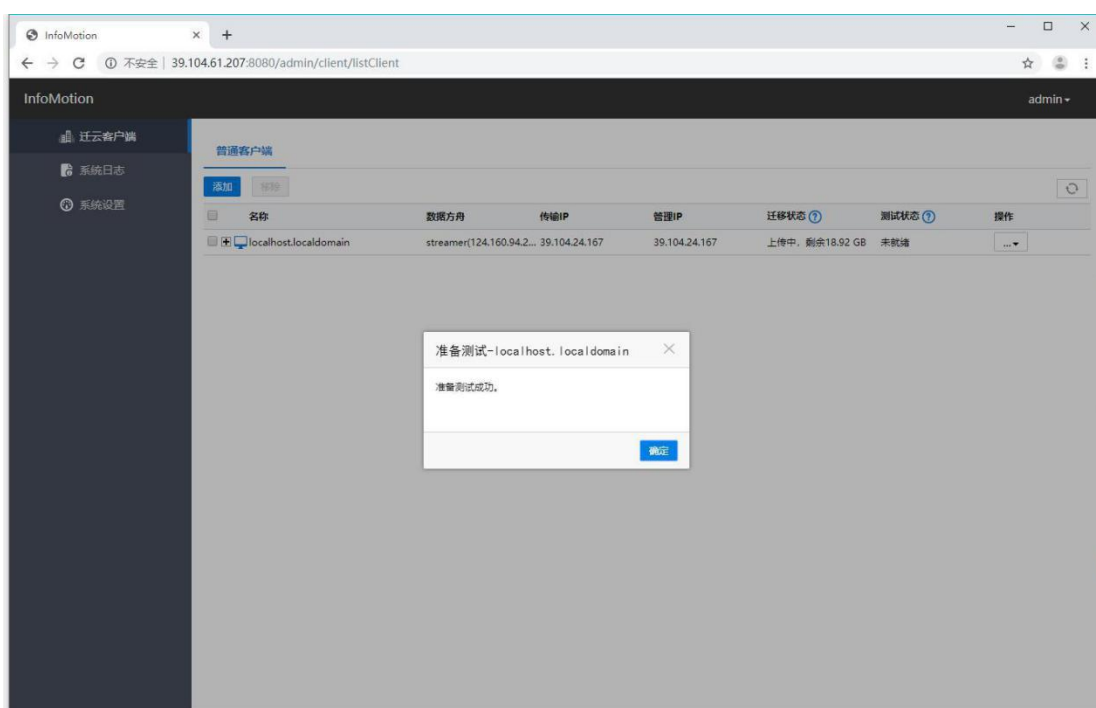 InfoMotion
不安全 | 39.104.61.207:8080/admin/client/listClient
InfoMotion
admin
迁云客户端
系统日志
系统设置
普通客户端
添加 移除
名称 数据方舟 传输IP 管理IP 迁移状态 ? 测试状态 ? 操作
localhost.localdomain streamer(124.160.94.2... 39.104.24.167 39.104.24.167 上传中，剩余18.92 GB 未就绪 ...
准备测试-localhost.localdomain
准备测试成功。
确定